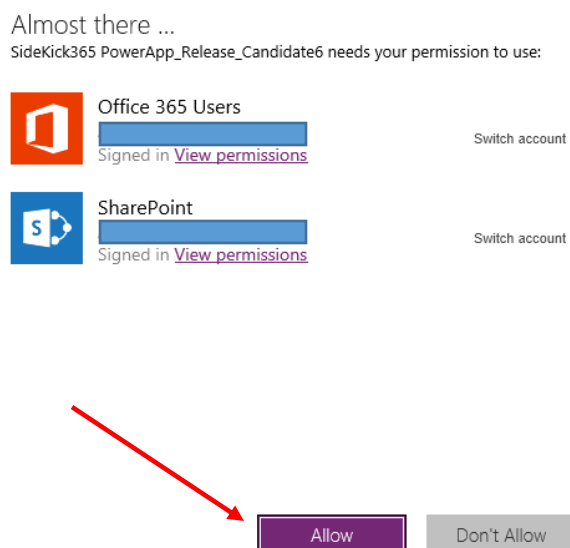 Almost there ...
SideKick365 PowerApp_Release_Candidate6 needs your permission to use:
Office 365 Users
Switch account
Signed in View permissions
S
SharePoint
Switch account
Signed in View permissions
Allow
Don't Allow